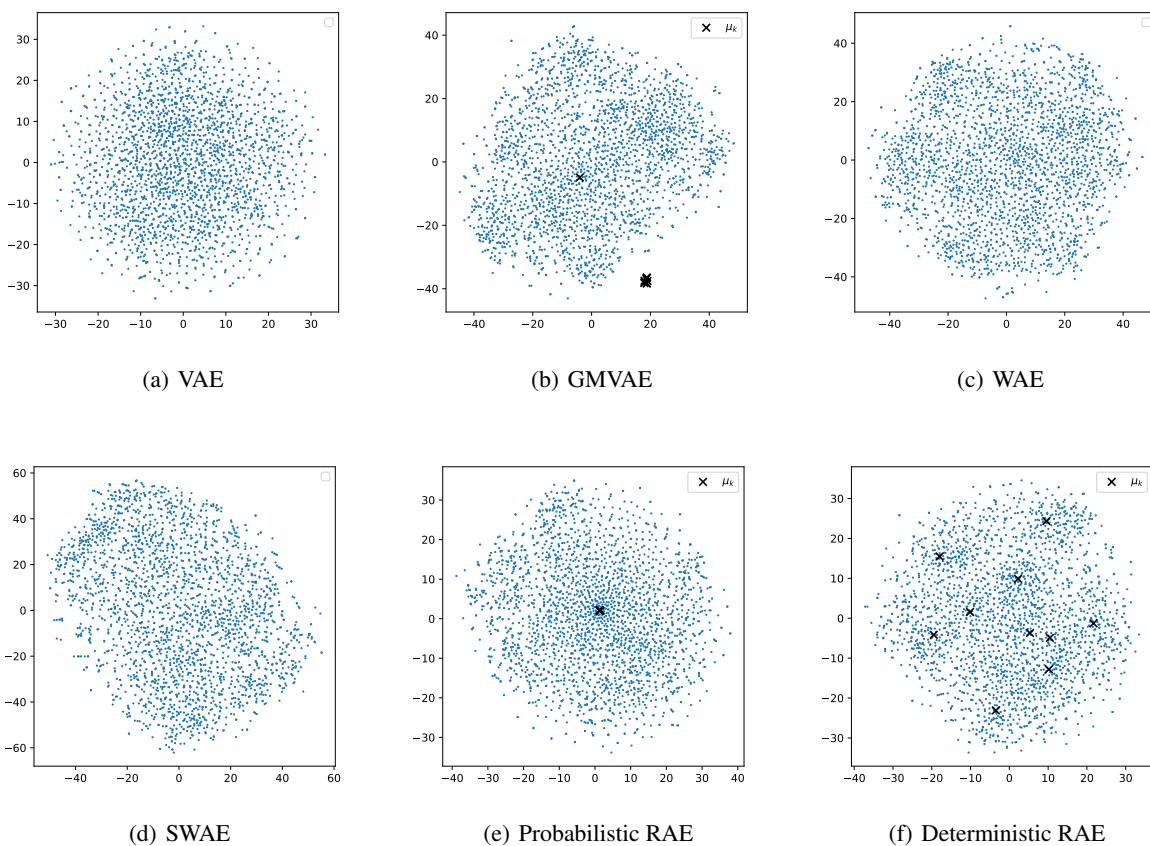 30
20
10
0
−10
−20
−30
−30 −20 −10 0 10 20 30
(a) VAE
μk
40
20
0
−20
−40
−40 −20 0 20 40
(b) GMVAE
40
20
0
−20
−40
−40 −20 0 20 40
(c) WAE
60
40
20
0
−20
−40
−60
−40 −20 0 20 40 60
(d) SWAE
μk
30
20
10
0
−10
−20
−30
−40 −30 −20 −10 0 10 20 30 40
(e) Probabilistic RAE
μk
30
20
10
0
−10
−20
−30
−40 −30 −20 −10 0 10 20 30
(f) Deterministic RAE